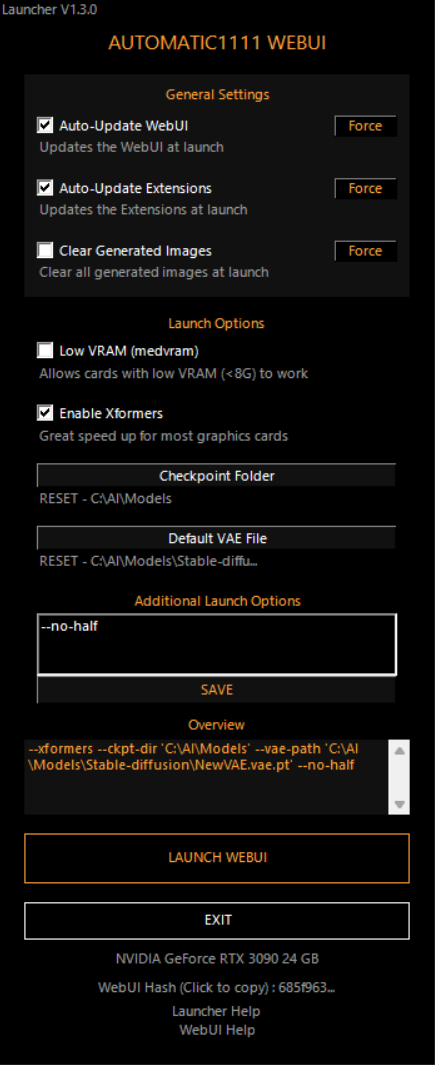 Launcher V1.3.0
AUTOMATIC1111 WEBUI
General Settings
Auto-Update WebUI
Force
Updates the WebUI at launch
Auto-Update Extensions
Force
Updates the Extensions at launch
Clear Generated Images
Force
Clear all generated images at launch
Launch Options
Low VRAM (medvram)
Allows cards with low VRAM (<8G) to work
Enable Xformers
Great speed up for most graphics cards
Checkpoint Folder
RESET - C:\AI\Models
Default VAE File
RESET - C:\AI\Models\Stable-diffu...
Additional Launch Options
--no-half
SAVE
Overview
--xformers --ckpt-dir 'C:\AI\Models' --vae-path 'C:\AI
\Models\Stable-diffusion\NewVAE.vae.pt' --no-half
LAUNCH WEBUI
EXIT
NVIDIA GeForce RTX 3090 24 GB
WebUI Hash (Click to copy) : 685f963...
Launcher Help
WebUI Help